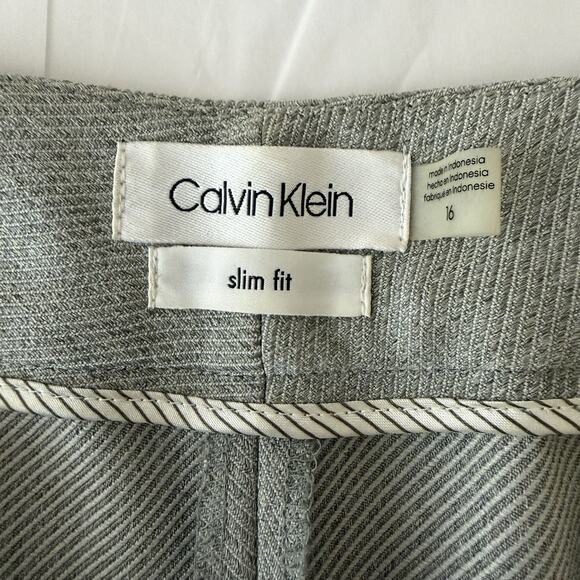 Calvin Klein
slim fit
made in Indonesia
hecho en Indonesia
fabriqué en Indonesie
16